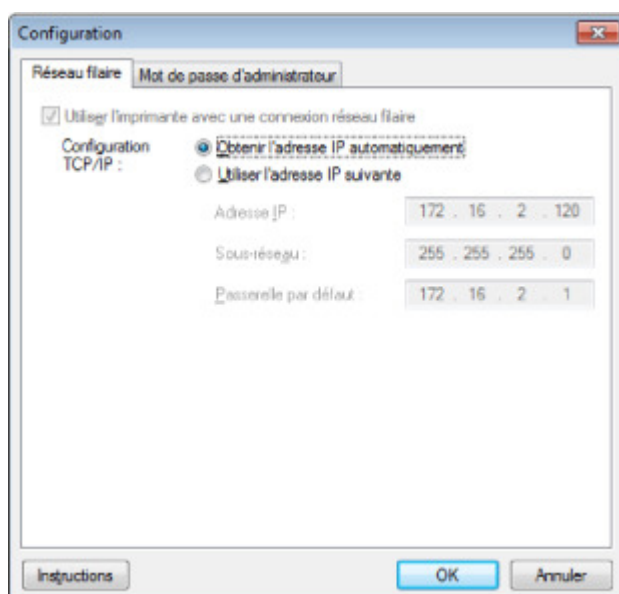 Configuration
Réseau filaire
Mot de passe d'administrateur
Utiliser l'imprimante avec une connexion réseau filaire
Configuration TCP/IP :
Obtenir l'adresse IP automatiquement
Utiliser l'adresse IP suivante
Adresse IP :
172 . 16 . 2 . 120
Sous-réseau :
255 . 255 . 255 . 0
Passerelle par défaut :
172 . 16 . 2 . 1
Instructions
OK
Annuler